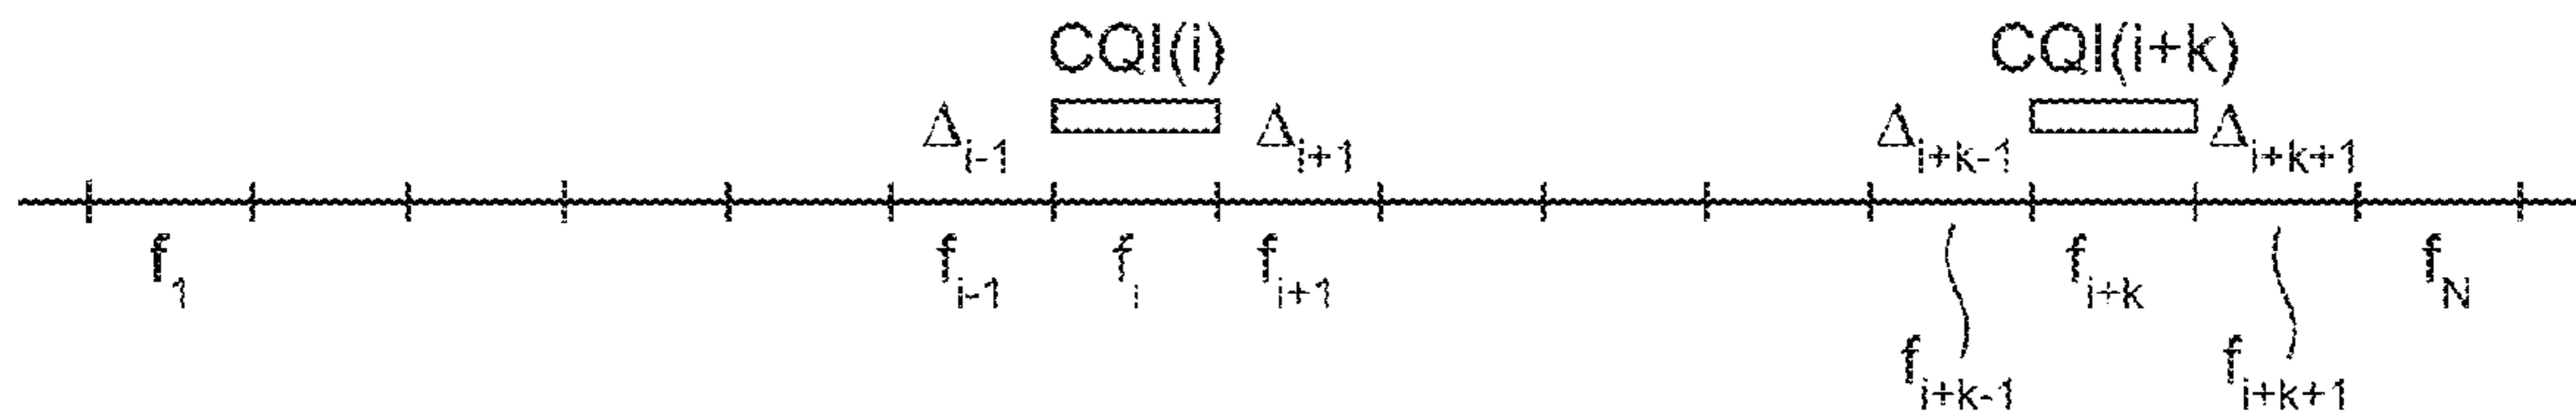 CQI(i) CQI(i+k)
Δi-1 Δi+1 Δi+k-1 Δi+k+1
f1 fi-1 fi fi+1 fi+k fN
fi+k-1 fi+k+1